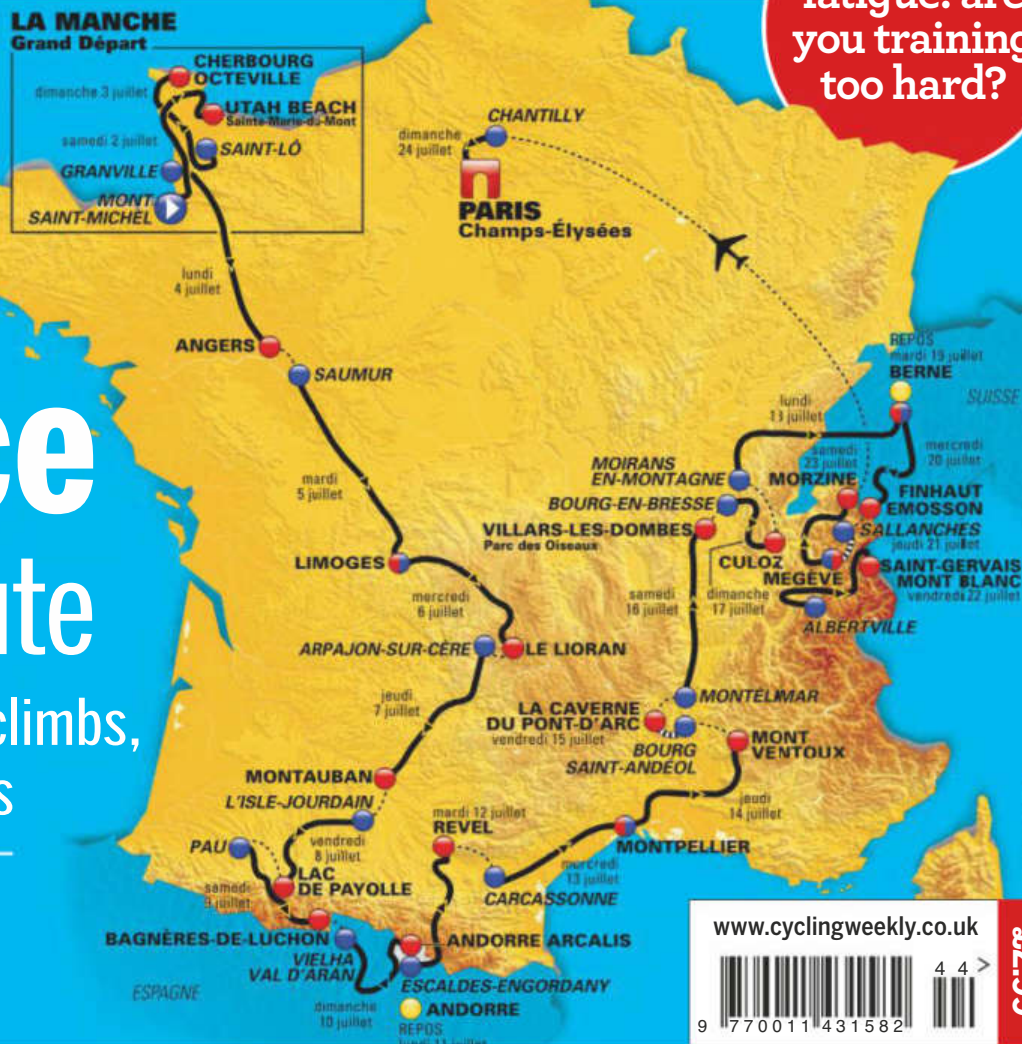 LA MANCHE
Grand Départ
CHERBOURG
OCTEVILLE
dimanche 3 juillet
UTAH BEACH
Sainte-Marie-du-Mont
samedi 2 juillet
SAINT-LÔ
GRANVILLE
MONT
SAINT-MICHEL
you training
too hard?
CHANTILLY
dimanche
24 juillet
PARIS
Champs-Élysées
lundi
4 juillet
ANGERS
SAUMUR
REPOS
mardi 19 juillet
BERNE
SUISSE
lundi
mercredi
20 juillet
samedi
23 juillet
MOIRANS
EN-MONTAGNE
MORZINE
BOURG-EN-BRESSE
FINHAUT
EMOSSON
VILLARS-LES-DOMBES
Parc des Oiseaux
SALLANCHES
jeudi 21 juillet
CULOZ
MEGÈVE
SAINT-GERVAIS
MONT BLANC
vendredi 22 juillet
samedi
16 juillet
dimanche
17 juillet
ALBERTVILLE
mardi
5 juillet
LIMOGES
mercredi
6 juillet
ARPAJON-SUR-CÈRE
LE LIORAN
jeudi
7 juillet
climbs,
MONTÉLIMAR
LA CAVERNE
DU PONT-D'ARC
vendredi 15 juillet
BOURG
SAINT-ANDÉOL
MONT
VENTOUX
jeudi
14 juillet
MONTAUBAN
L'ISLE-JOURDAIN
vendredi
8 juillet
mardi 12 juillet
REVEL
MONTPELLIER
mercredi
13 juillet
CARCASSONNE
PAU
LAC
DE PAYOLLE
samedi
9 juillet
BAGNÈRES-DE-LUCHON
VIELHA
VAL D'ARAN
ANDORRE ARCALIS
ESCALDES-ENGORDANY
ESPAGNE
dimanche
10 juillet
ANDORRE
REPOS
lundi 11 juillet
www.cyclingweekly.co.uk
4 4 >
9 770011 431582